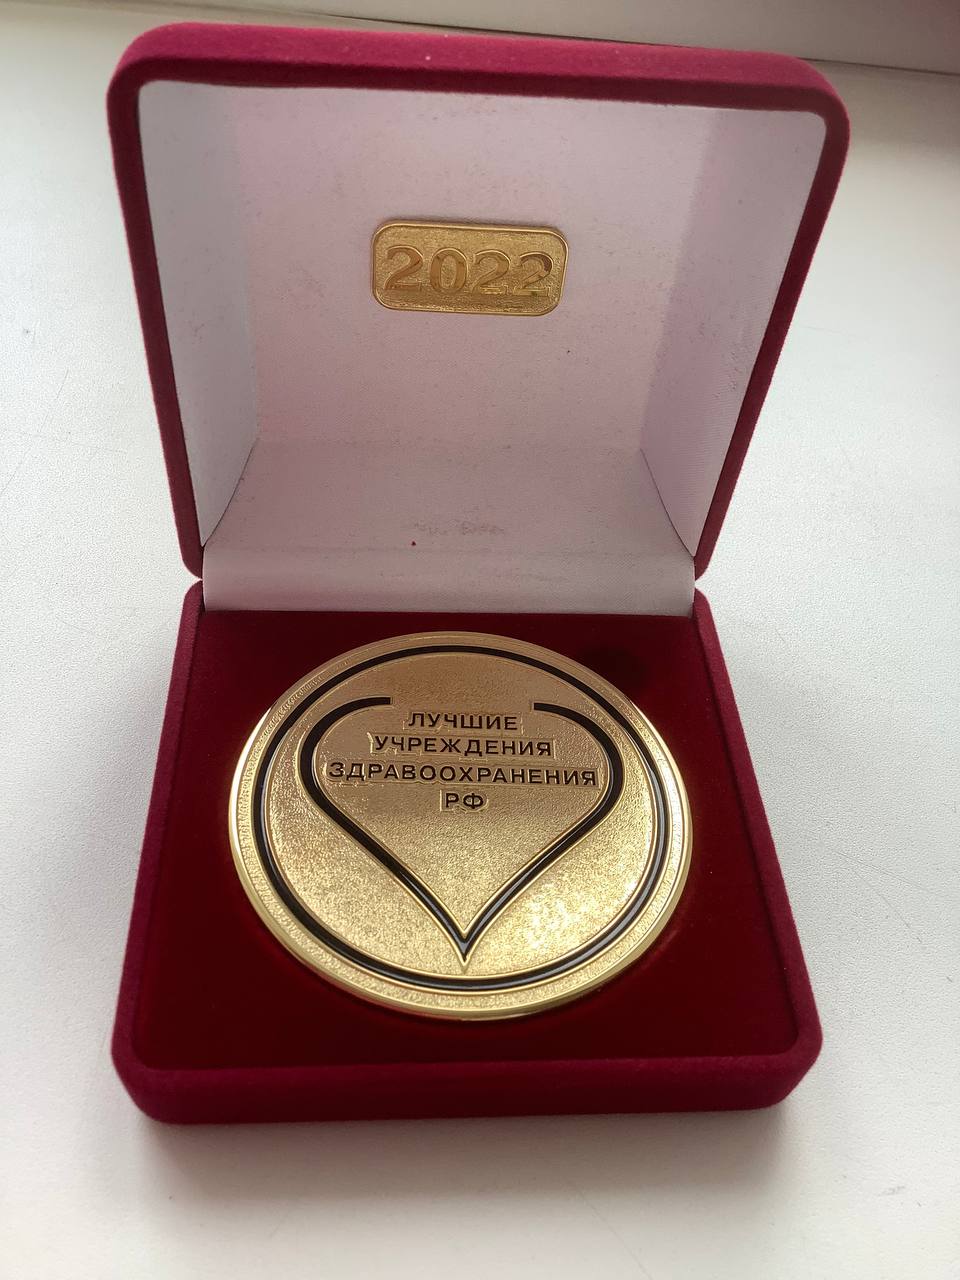 2022
ЛУЧШИЕ
УЧРЕЖДЕНИЯ
ЗДРАВООХРАНЕНИЯ
РФ